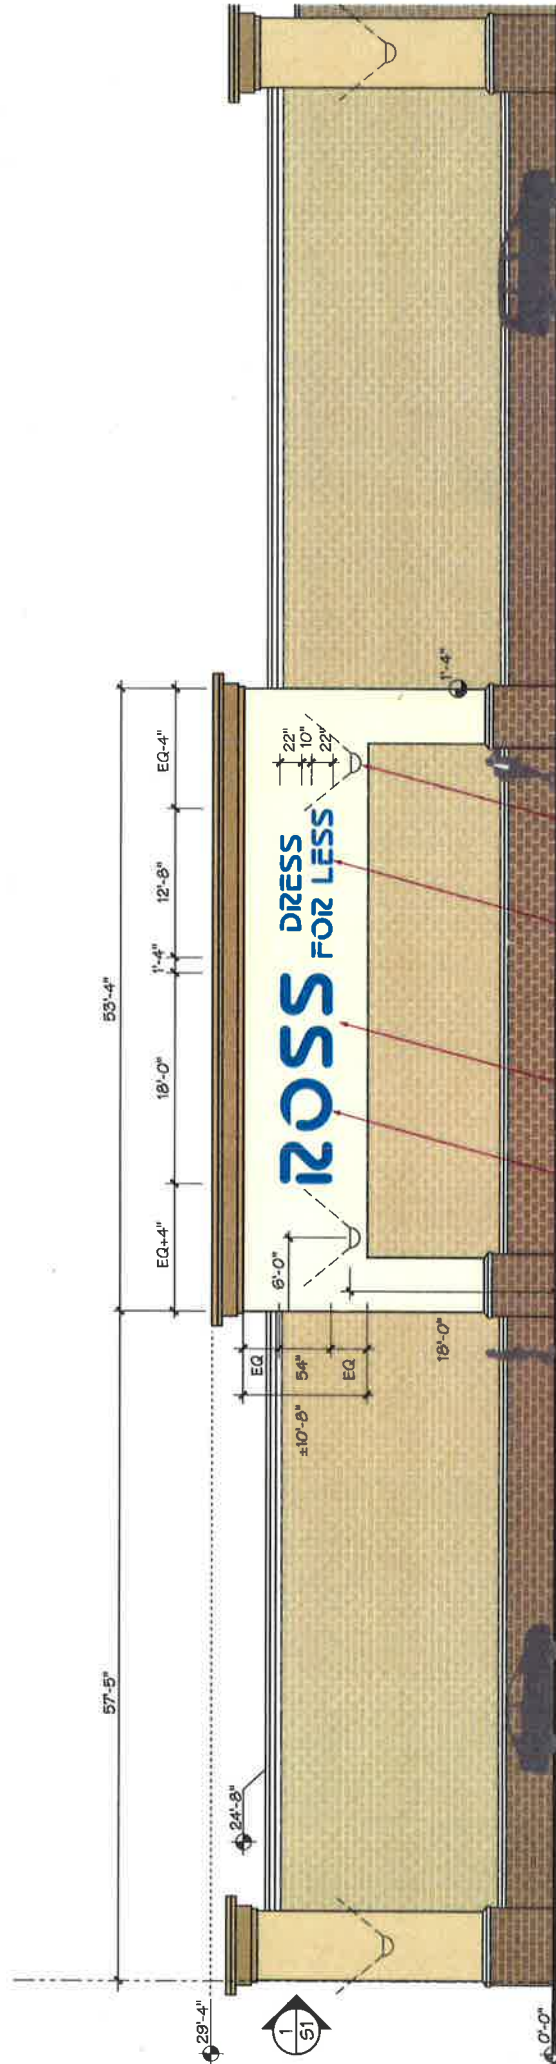 57'-5"
53'-4"
EQ+4"
18'-0"
1'-4"
12'-8"
EQ-4"
29'-4"
24'-8"
1
S1
0'-0"
EQ
54"
EQ
±10'-8"
6'-0"
18'-0"
ROSS
DRESS
FOR LESS
22"
10"
22"
1'-4"